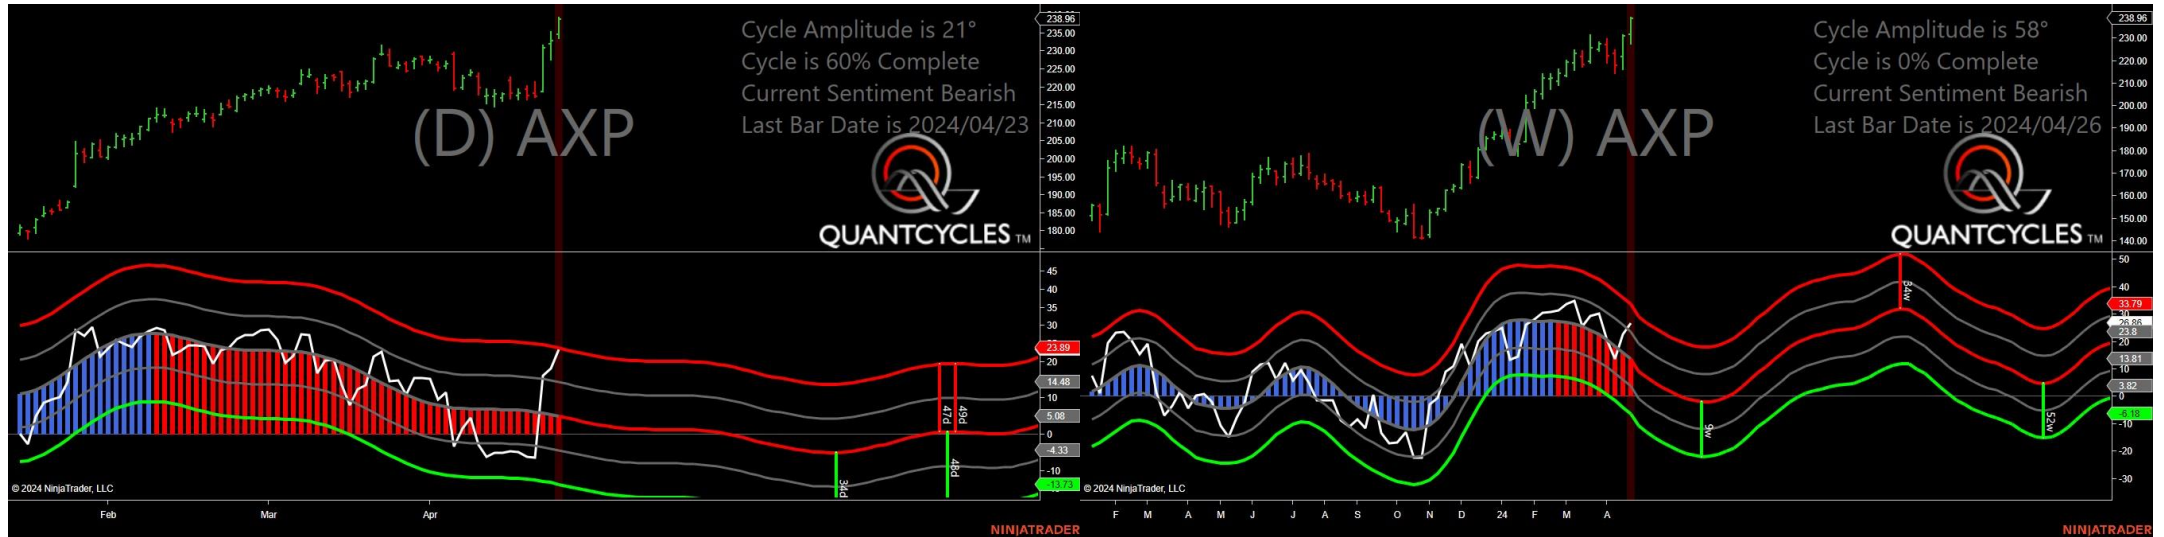 238.96
235.00
230.00
225.00
220.00
215.00
210.00
205.00
200.00
195.00
190.00
185.00
180.00
Cycle Amplitude is 21°
Cycle is 60% Complete
Current Sentiment Bearish
Last Bar Date is 2024/04/23
(D) AXP
QUANTCYCLES TM
45
40
35
30
23.89
20
14.48
10
5.08
0
-4.33
-10
-13.73
47d
49d
48d
34d
© 2024 NinjaTrader, LLC
Feb Mar Apr
NINJATRADER
238.96
230.00
220.00
210.00
200.00
190.00
180.00
170.00
160.00
150.00
140.00
Cycle Amplitude is 58°
Cycle is 0% Complete
Current Sentiment Bearish
Last Bar Date is 2024/04/26
(W) AXP
QUANTCYCLES TM
50
40
33.79
30
26.86
23.8
20
13.81
10
3.82
0
-6.18
-10
-20
-30
34w
9w
52w
© 2024 NinjaTrader, LLC
F M A M J J A S O N D 24 F M A
NINJATRADER